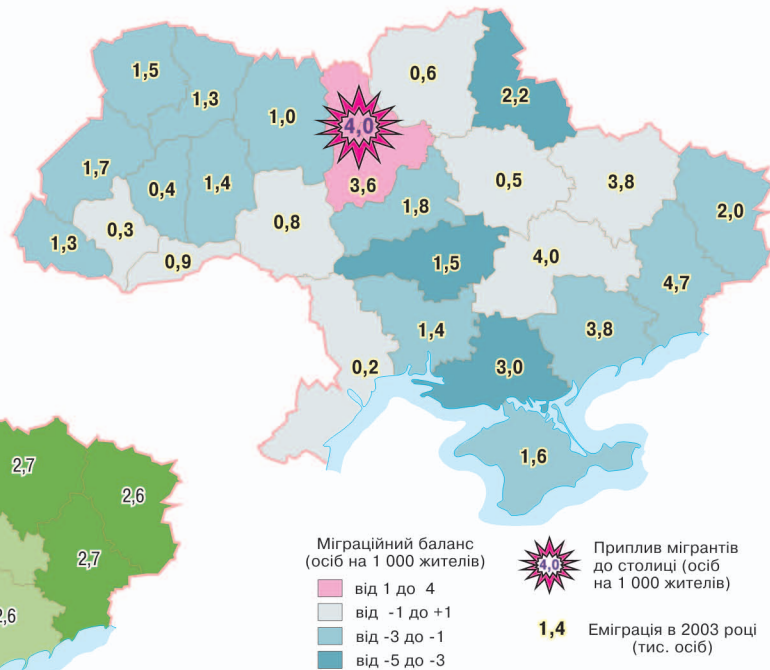 1,5
1,3
1,0
4,0
0,6
2,2
1,7
0,4
1,4
3,6
0,5
3,8
1,3
0,3
0,9
0,8
1,8
2,0
1,5
4,0
4,7
0,2
1,4
3,0
3,8
1,6
2,7
2,6
2,7
2,6
Міграційний баланс
(осіб на 1 000 жителів)
від 1 до 4
від -1 до +1
від -3 до -1
від -5 до -3
4,0
Приплив мігрантів
до столиці (осіб
на 1 000 жителів)
1,4
Еміграція в 2003 році
(тис. осіб)